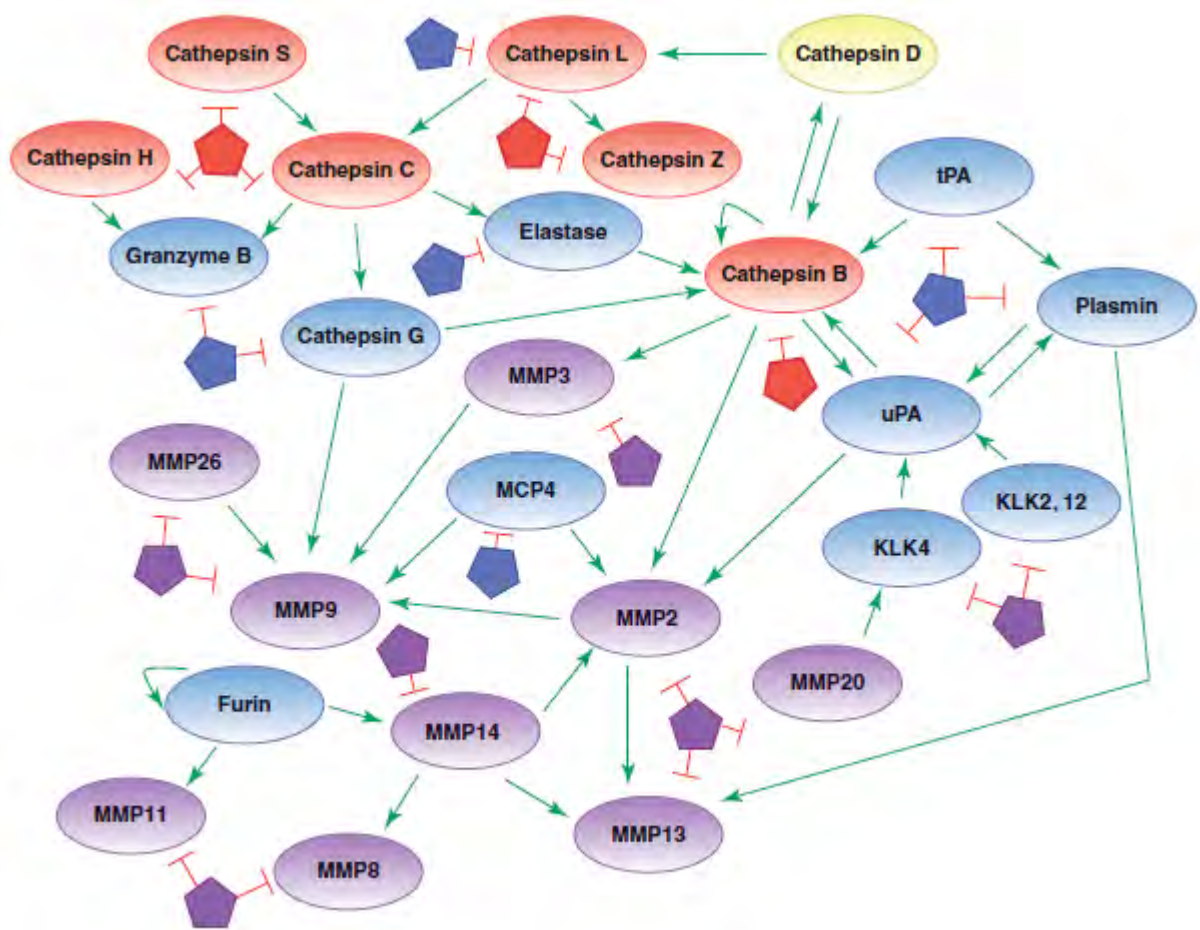 Cathepsin S
Cathepsin L
Cathepsin D
Cathepsin H
Cathepsin C
Cathepsin Z
tPA
Granzyme B
Elastase
Cathepsin B
Plasmin
Cathepsin G
MMP3
uPA
MMP26
MCP4
KLK2, 12
KLK4
MMP9
MMP2
MMP20
Furin
MMP14
MMP11
MMP13
MMP8